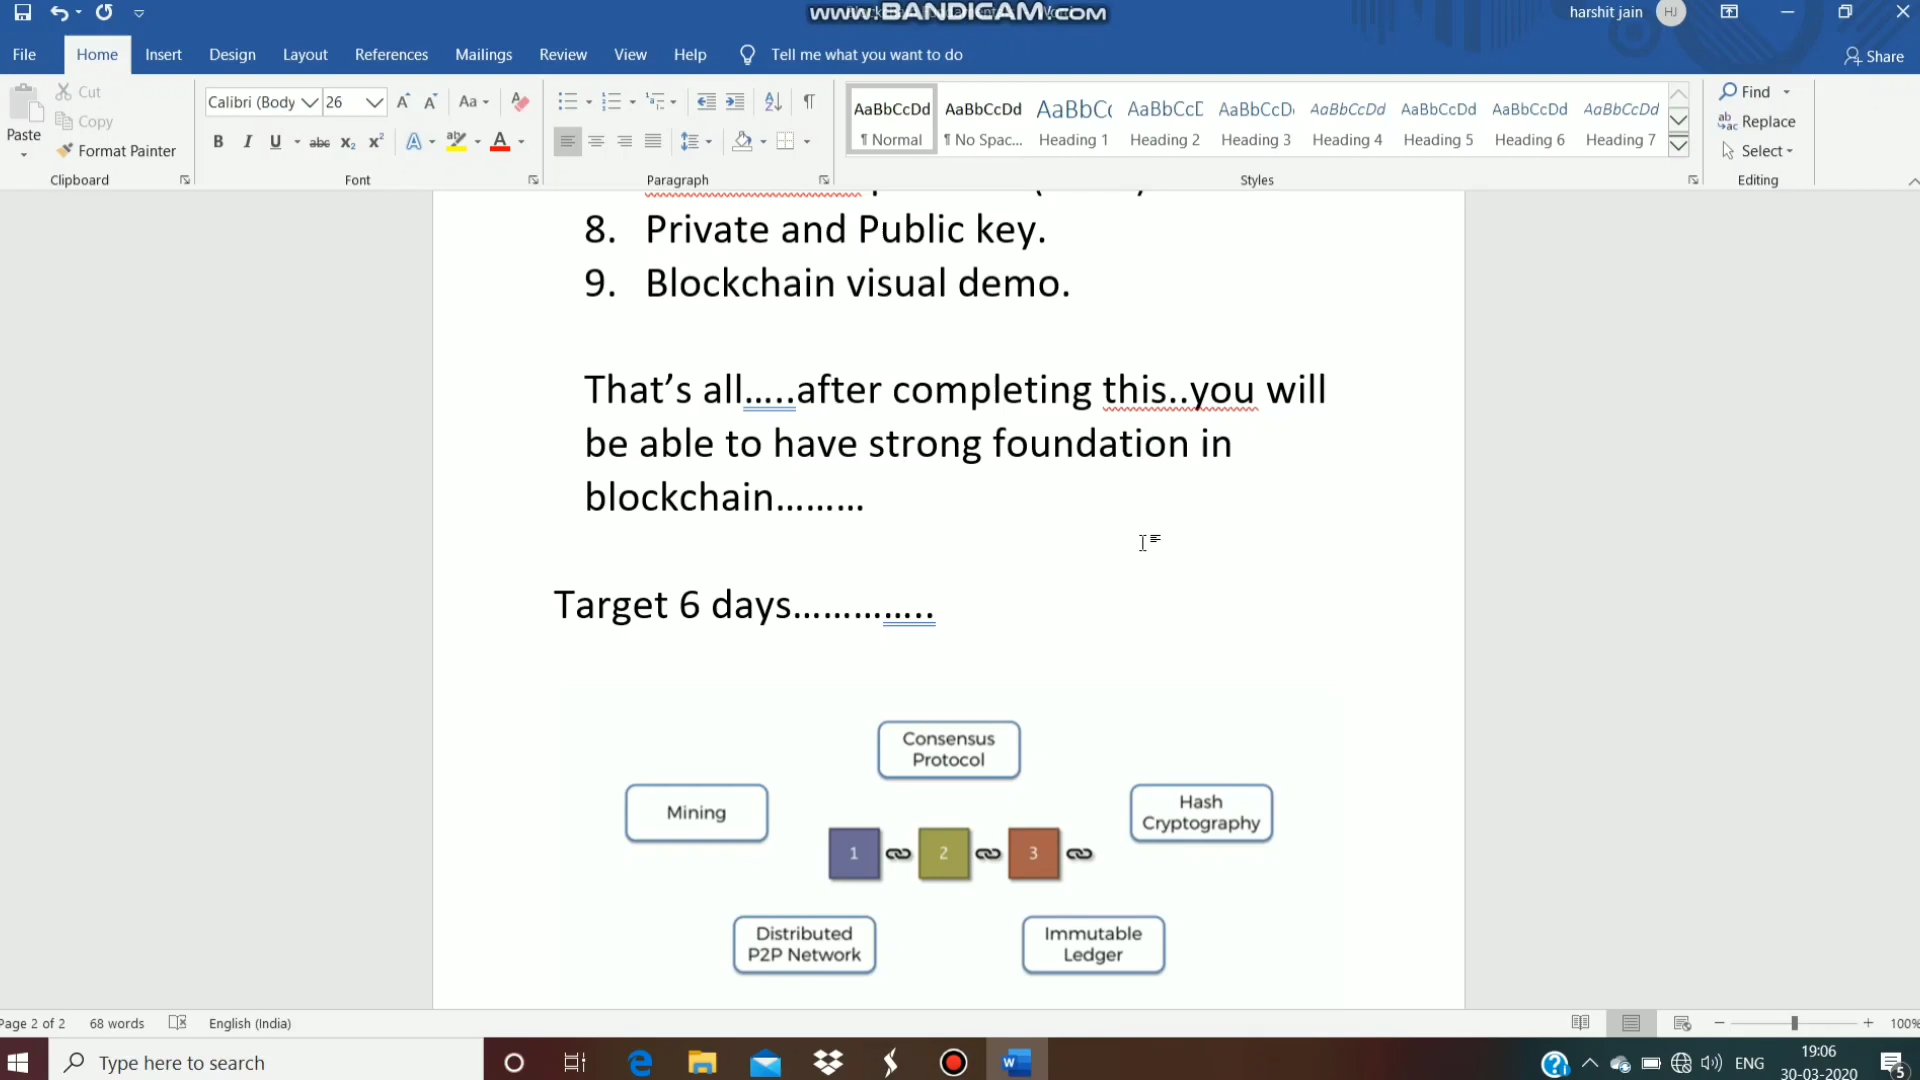 www.BANDICAM.com
harshit jain
HJ
File
Home
Insert
Design
Layout
References
Mailings
Review
View
Help
Tell me what you want to do
Share
Paste
Cut
Copy
Format Painter
Clipboard
Calibri (Body
26
Font
Paragraph
AaBbCcDd
¶ Normal
AaBbCcDd
¶ No Spac...
AaBbCc
Heading 1
AaBbCcD
Heading 2
AaBbCcD
Heading 3
AaBbCcDd
Heading 4
AaBbCcDd
Heading 5
AaBbCcDd
Heading 6
AaBbCcDd
Heading 7
Styles
Find
Replace
Select
Editing
8. Private and Public key.
9. Blockchain visual demo.
That’s all…..after completing this..you will
be able to have strong foundation in
blockchain………
Target 6 days…………..
Consensus
Protocol
Mining
Hash
Cryptography
1
2
3
Distributed
P2P Network
Immutable
Ledger
Page 2 of 2
68 words
English (India)
100%
Type here to search
ENG
19:06
30-03-2020
5